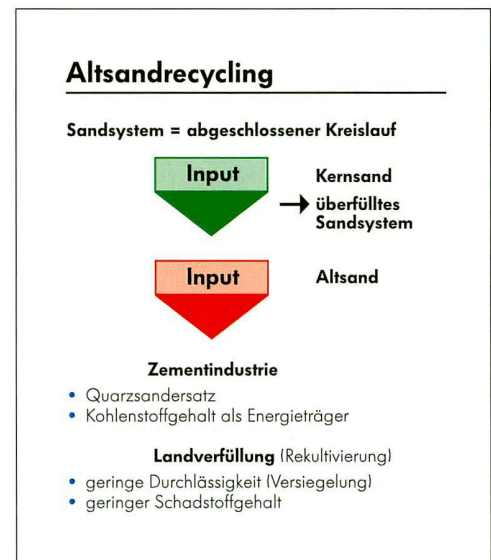 Altsandrecycling
Sandsystem = abgeschlossener Kreislauf
Input
Kernsand
→ überfülltes
Sandsystem
Input
Altsand
Zementindustrie
• Quarzsandersatz
• Kohlenstoffgehalt als Energieträger
Landverfüllung (Rekultivierung)
• geringe Durchlässigkeit (Versiegelung)
• geringer Schadstoffgehalt